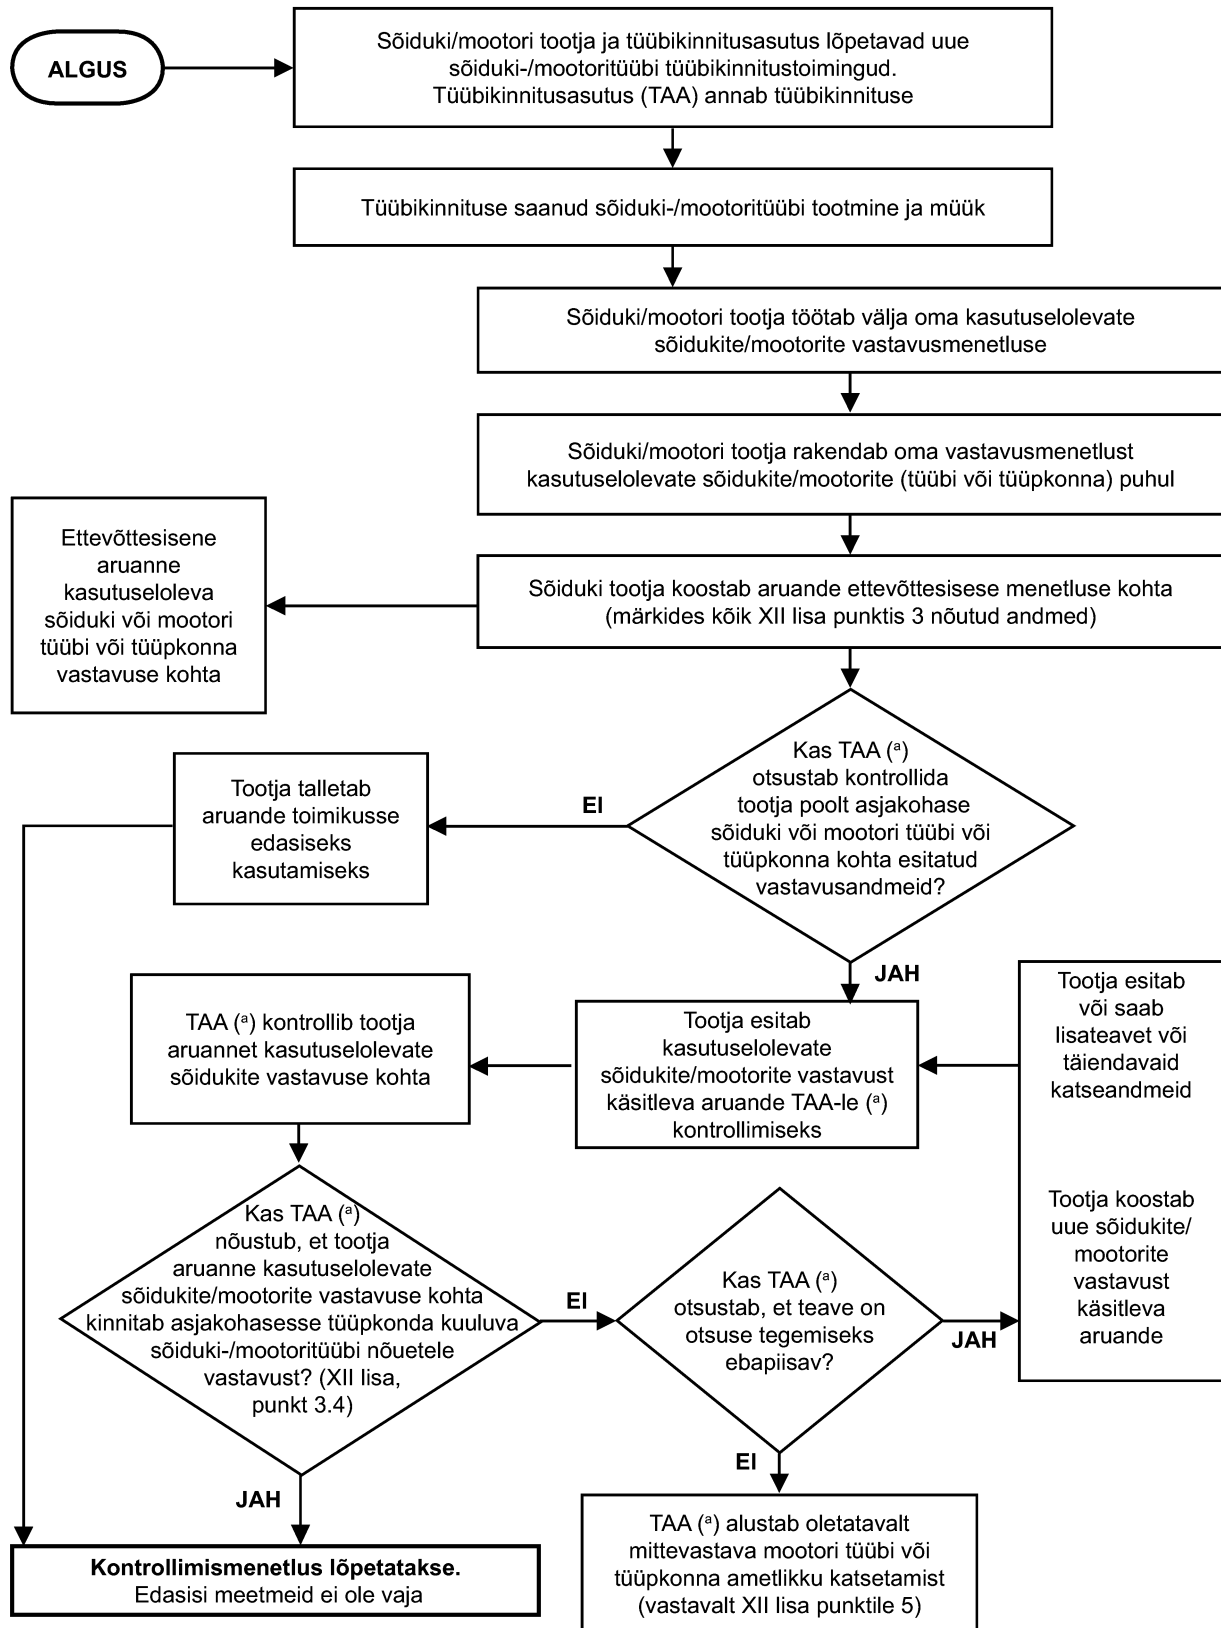 ALGUS
Sõiduki/mootori tootja ja tüübikinnitusasutus lõpetavad uue
sõiduki-/mootoritüübi tüübikinnitustoimingud.
Tüübikinnitusasutus (TAA) annab tüübikinnituse
Tüübikinnituse saanud sõiduki-/mootoritüübi tootmine ja müük
Sõiduki/mootori tootja töötab välja oma kasutuselolevate
sõidukite/mootorite vastavusmenetluse
Sõiduki/mootori tootja rakendab oma vastavusmenetlust
kasutuselolevate sõidukite/mootorite (tüübi või tüüpkonna) puhul
Ettevõttesisene
aruanne
kasutuseloleva
sõiduki või mootori
tüübi või tüüpkonna
vastavuse kohta
Sõiduki tootja koostab aruande ettevõttesisese menetluse kohta
(märkides kõik XII lisa punktis 3 nõutud andmed)
Kas TAA (ª)
otsustab kontrollida
tootja poolt asjakohase
sõiduki või mootori tüübi või
tüüpkonna kohta esitatud
vastavusandmeid?
EI
Tootja talletab
aruande toimikusse
edasiseks
kasutamiseks
JAH
Tootja esitab
kasutuselolevate
sõidukite/mootorite vastavust
käsitleva aruande TAA-le (ª)
kontrollimiseks
Tootja esitab
või saab
lisateavet või
täiendavaid
katseandmeid
Tootja koostab
uue sõidukite/
mootorite
vastavust
käsitleva
aruande
TAA (ª) kontrollib tootja
aruannet kasutuselolevate
sõidukite vastavuse kohta
Kas TAA (ª)
nõustub, et tootja
aruanne kasutuselolevate
sõidukite/mootorite vastavuse kohta
kinnitab asjakohasesse tüüpkonda kuuluva
sõiduki-/mootoritüübi nõuetele
vastavust? (XII lisa,
punkt 3.4)
EI
Kas TAA (ª)
otsustab, et teave on
otsuse tegemiseks
ebapiisav?
JAH
EI
JAH
TAA (ª) alustab oletatavalt
mittevastava mootori tüübi või
tüüpkonna ametlikku katsetamist
(vastavalt XII lisa punktile 5)
Kontrollimismenetlus lõpetatakse.
Edasisi meetmeid ei ole vaja